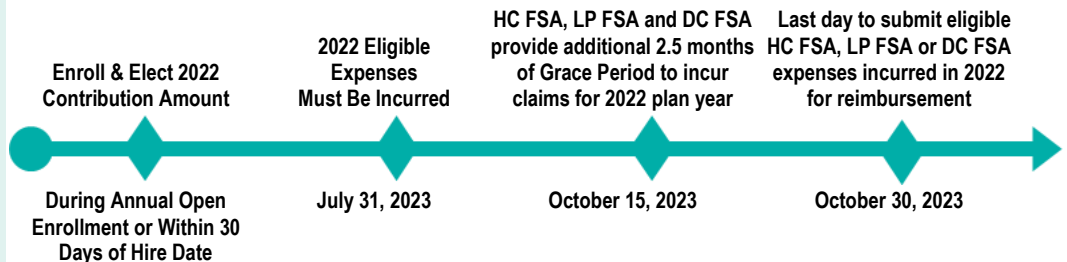 Enroll & Elect 2022
Contribution Amount
2022 Eligible
Expenses
Must Be Incurred
HC FSA, LP FSA and DC FSA
provide additional 2.5 months
of Grace Period to incur
claims for 2022 plan year
Last day to submit eligible
HC FSA, LP FSA or DC FSA
expenses incurred in 2022
for reimbursement
During Annual Open
Enrollment or Within 30
Days of Hire Date
July 31, 2023
October 15, 2023
October 30, 2023